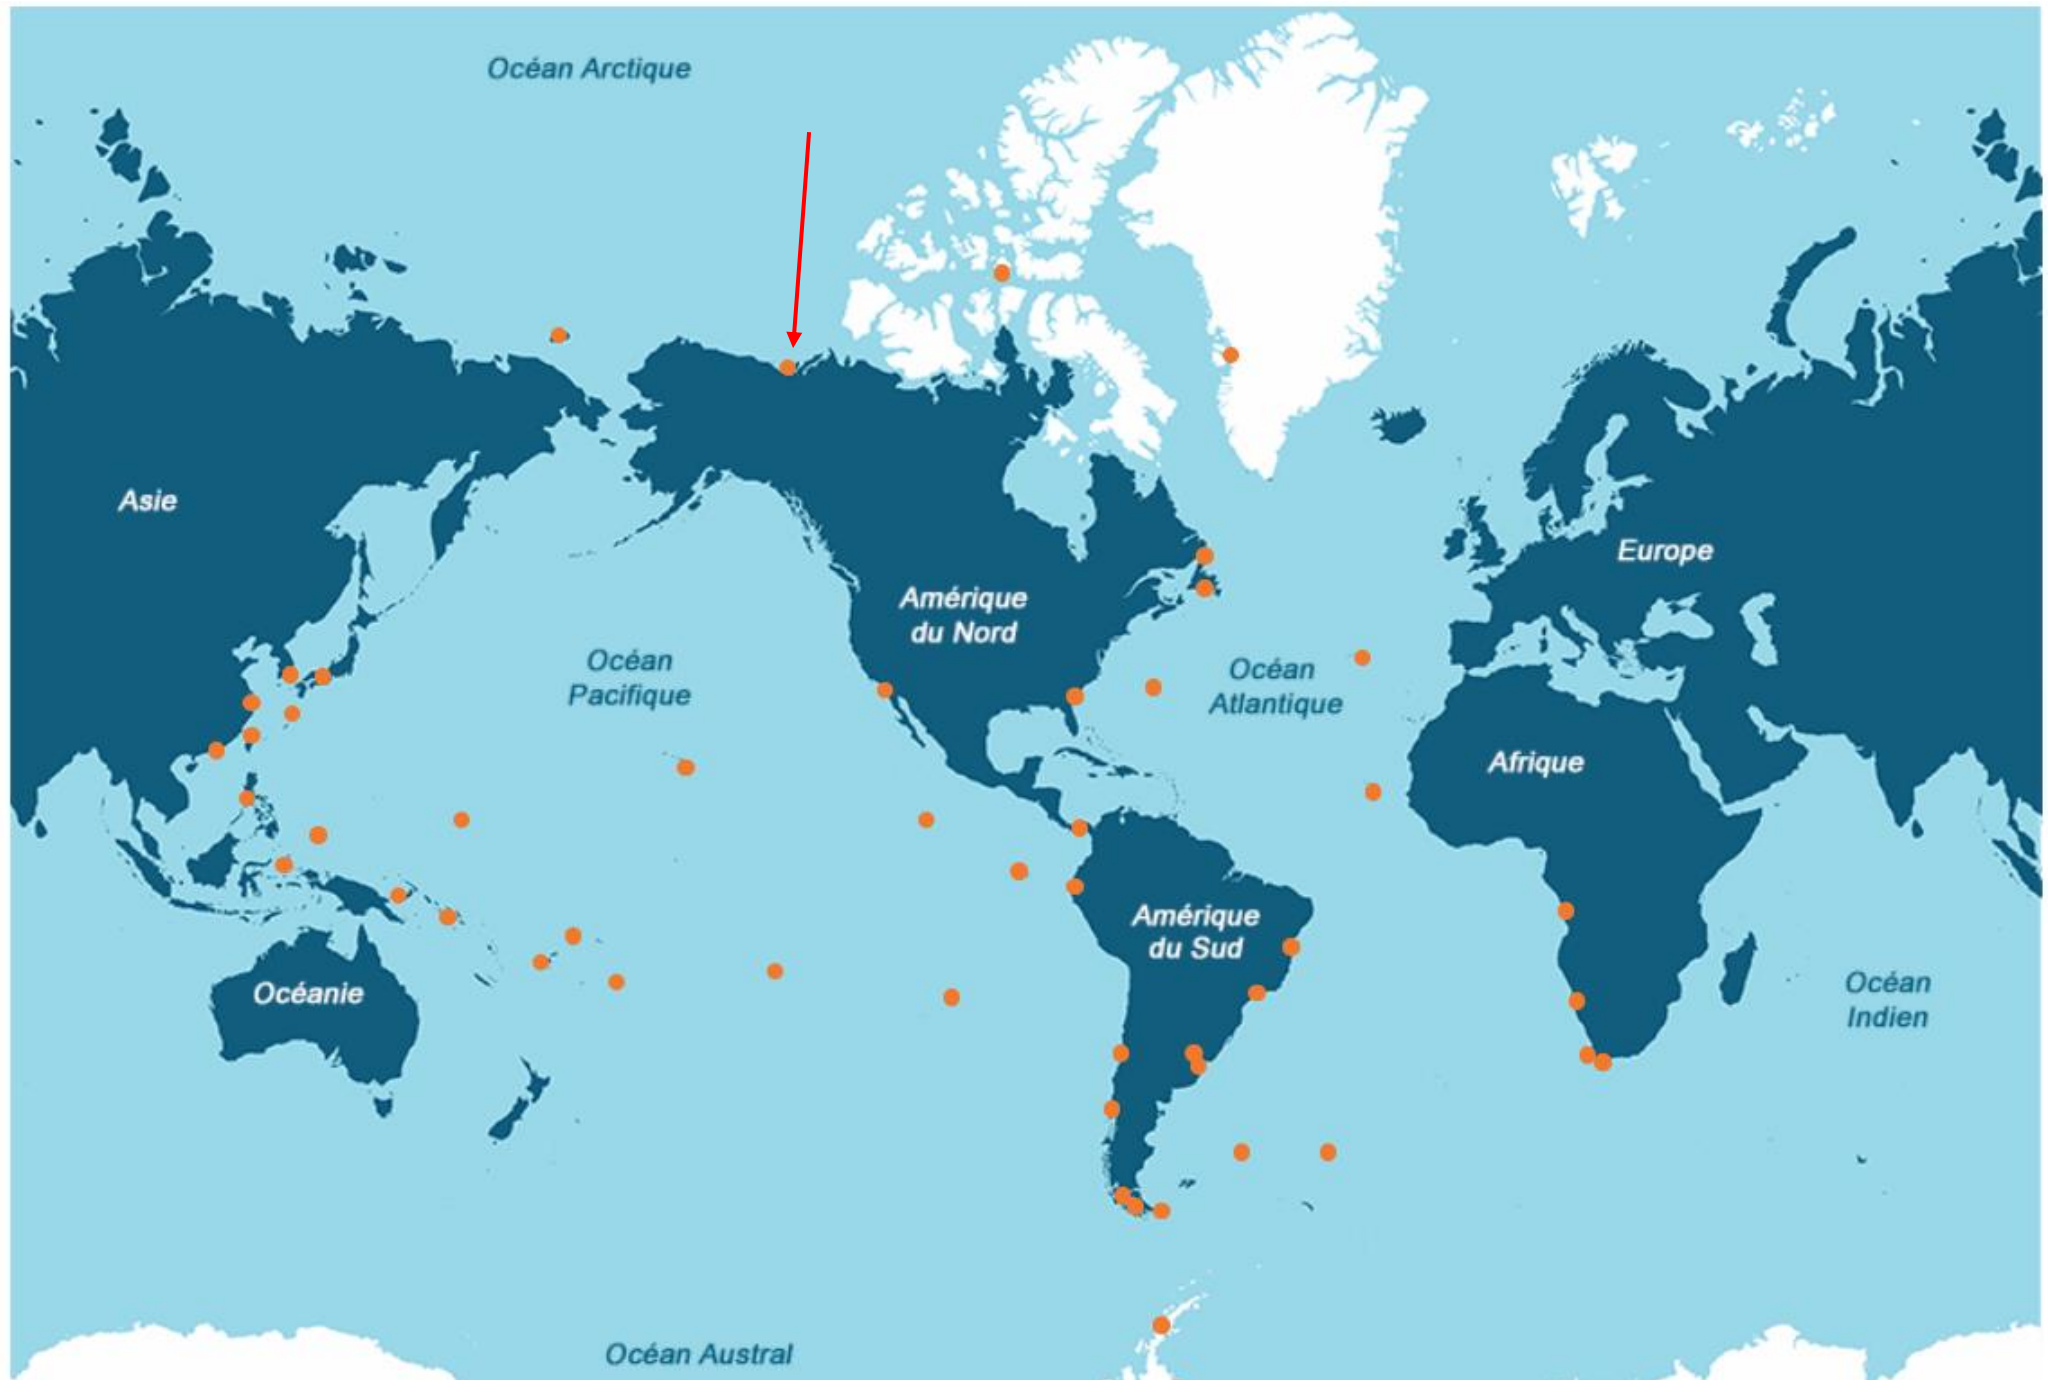 Océan Arctique
Asie
Europe
Amérique
du Nord
Océan
Pacifique
Océan
Atlantique
Afrique
Amérique
du Sud
Océanie
Océan
Indien
Océan Austral